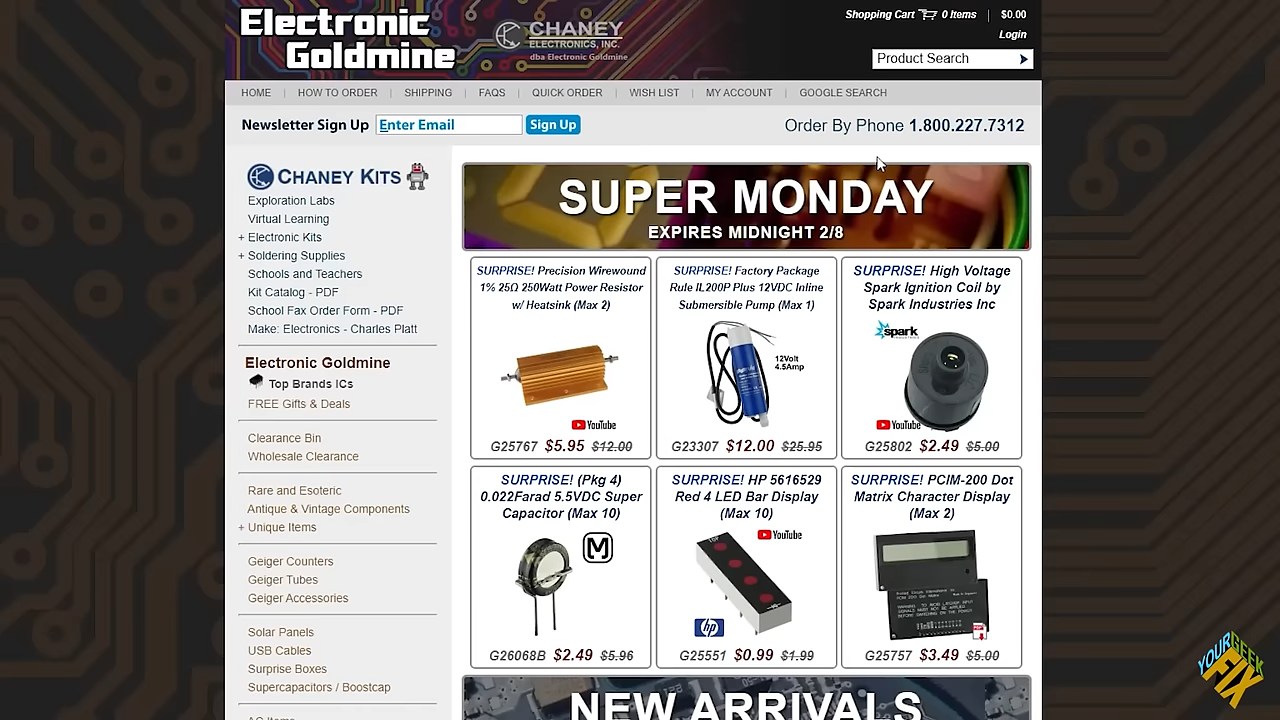 Electronic
Goldmine
CHANEY
ELECTRONICS, INC.
dba Electronic Goldmine
Shopping Cart 0 Items | $0.00
Login
Product Search
HOME | HOW TO ORDER | SHIPPING | FAQS | QUICK ORDER | WISH LIST | MY ACCOUNT | GOOGLE SEARCH
Newsletter Sign Up Enter Email Sign Up
Order By Phone 1.800.227.7312
CHANEY KITS
Exploration Labs
Virtual Learning
+ Electronic Kits
+ Soldering Supplies
Schools and Teachers
Kit Catalog - PDF
School Fax Order Form - PDF
Make: Electronics - Charles Platt
Electronic Goldmine
Top Brands ICs
FREE Gifts & Deals
Clearance Bin
Wholesale Clearance
Rare and Esoteric
Antique & Vintage Components
+ Unique Items
Geiger Counters
Geiger Tubes
Geiger Accessories
Solar Panels
USB Cables
Surprise Boxes
Supercapacitors / Boostcap
SUPER MONDAY
EXPIRES MIDNIGHT 2/8
SURPRISE! Precision Wirewound
1% 25Ω 250Watt Power Resistor
w/ Heatsink (Max 2)
YouTube
G25767 $5.95 $12.00
SURPRISE! Factory Package
Rule IL200P Plus 12VDC Inline
Submersible Pump (Max 1)
12Volt
4.5Amp
G23307 $12.00 $25.95
SURPRISE! High Voltage
Spark Ignition Coil by
Spark Industries Inc
spark
YouTube
G25802 $2.49 $5.00
SURPRISE! (Pkg 4)
0.022Farad 5.5VDC Super
Capacitor (Max 10)
M
G26068B $2.49 $5.96
SURPRISE! HP 5616529
Red 4 LED Bar Display
(Max 10)
YouTube
hp
G25551 $0.99 $1.99
SURPRISE! PCIM-200 Dot
Matrix Character Display
(Max 2)
G25757 $3.49 $5.00
NEW ARRIVALS
YOUR GEEK
FIX